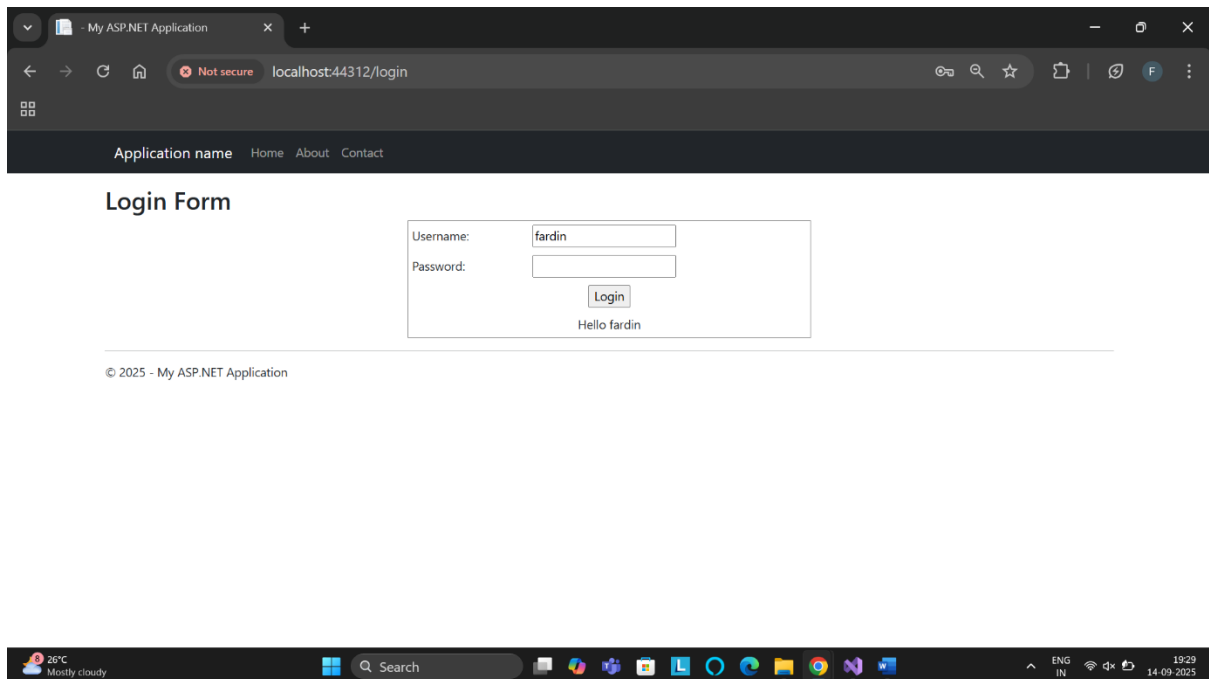 - My ASP.NET Application
Not secure localhost:44312/login
F
Application name Home About Contact
Login Form
Username: fardin
Password:
Login
Hello fardin
© 2025 - My ASP.NET Application
8 26°C
Mostly cloudy
Search
L
W
ENG
IN
19:29
14-09-2025